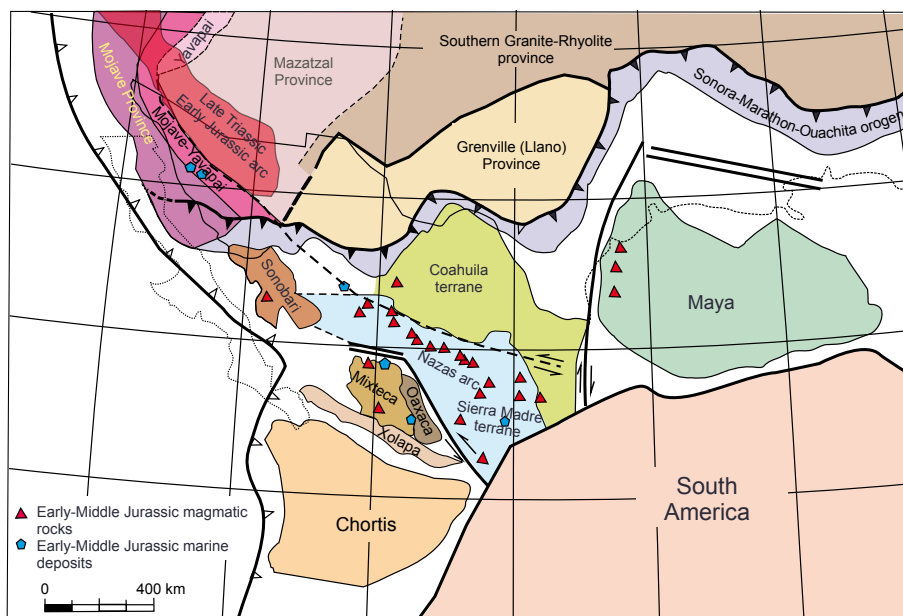 Yavapai
Mazatzal
Province
Southern Granite-Rhyolite
province
Sonora-Marathon-Ouachita orogen
Mojave Province
Mojave-Yavapai
Late Triassic
Early Jurassic arc
Grenville (Llano)
Province
Sonobari
Coahuila
terrane
Maya
Nazas arc
Mixteca
Oaxaca
Sierra Madre
terrane
Xolapa
Chortis
South
America
Early-Middle Jurassic magmatic
rocks
Early-Middle Jurassic marine
deposits
0 400 km